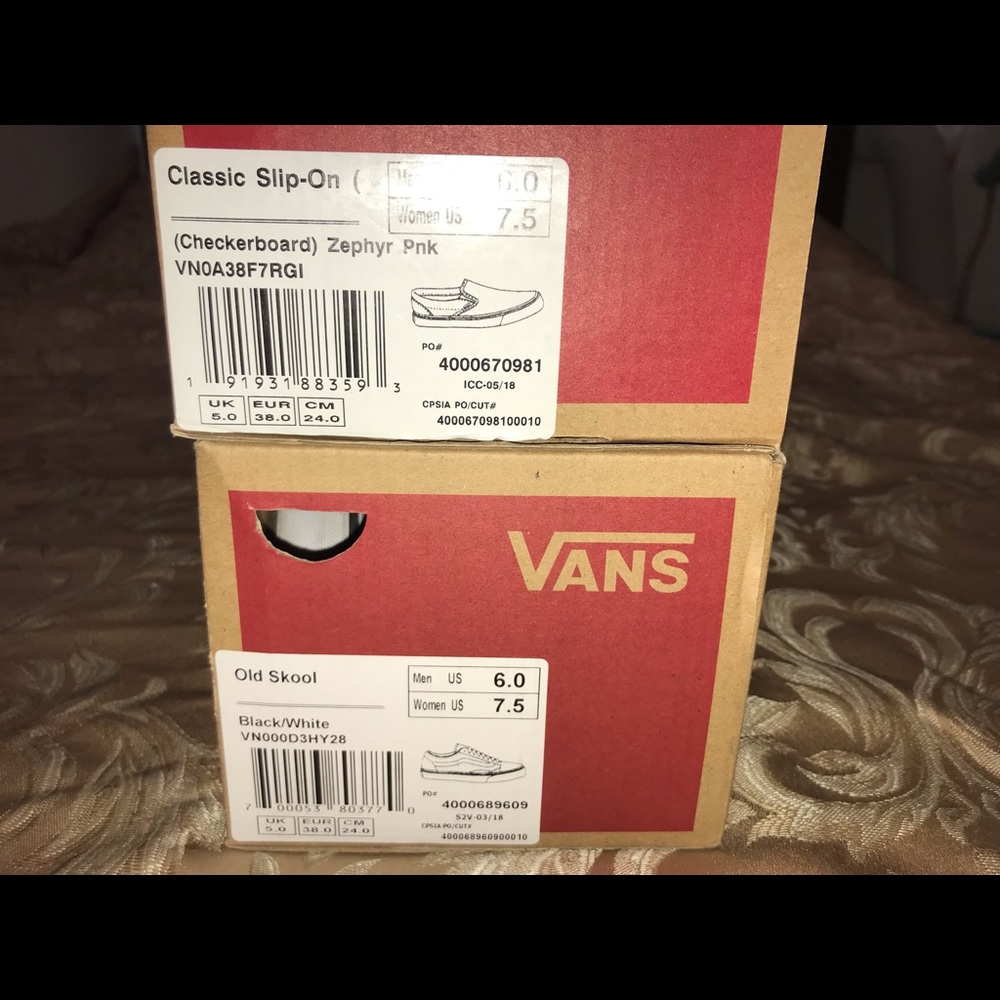 Classic Slip-On (
6.0
Women US 7.5
(Checkerboard) Zephyr Pnk
VN0A38F7RGI
PO#
4000670981
ICC-05/18
1 91931 88359 3
CPSIA PO/CUT#
400067098100010
UK EUR CM
5.0 38.0 24.0
VANS
Old Skool
Men US 6.0
Women US 7.5
Black/White
VN000D3HY28
PO#
4000689609
S2V-03/18
7 00053 80377 0
CPSIA PO/CUT#
400068960900010
UK EUR CM
5.0 38.0 24.0